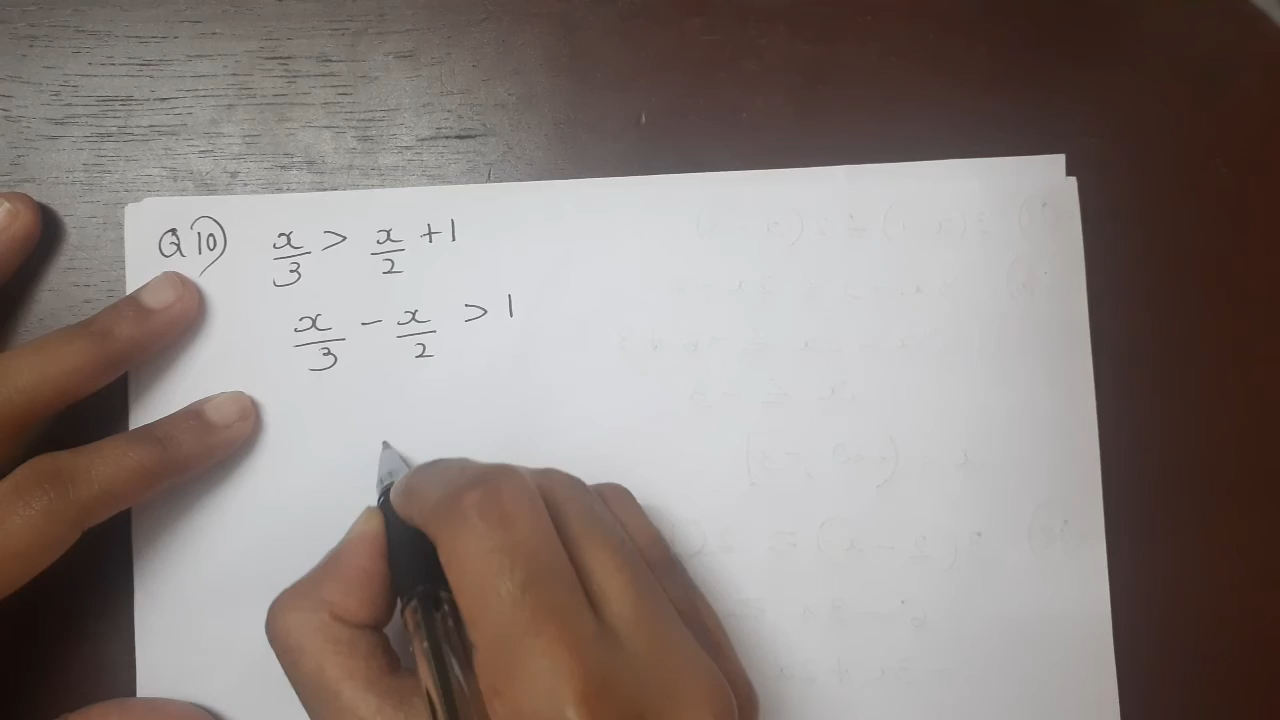 Q10) x/3 > x/2 + 1
x/3 - x/2 > 1